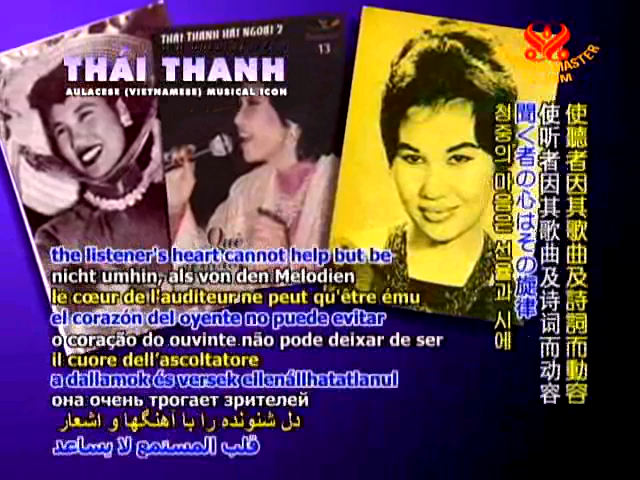 THAI THANH HẢI NGOẠI 2
13
THÁI THANH
AULACESE (VIETNAMESE) MUSICAL ICON
the listener's heart cannot help but be
nicht umhin, als von den Melodien
le cœur de l'auditeur ne peut qu'être ému
el corazón del oyente no puede evitar
o coração do ouvinte não pode deixar de ser
il cuore dell'ascoltatore
a dallamok és versek ellenállhatatlanul
она очень трогает зрителей
دل شنونده را با آهنگها و اشعار
قلب المستمع لا يساعد
使聽者因其歌曲及詩詞而動容
使听者因其歌曲及诗词而动容
聞く者の心はその旋律
청중의 마음은 선율과 시에